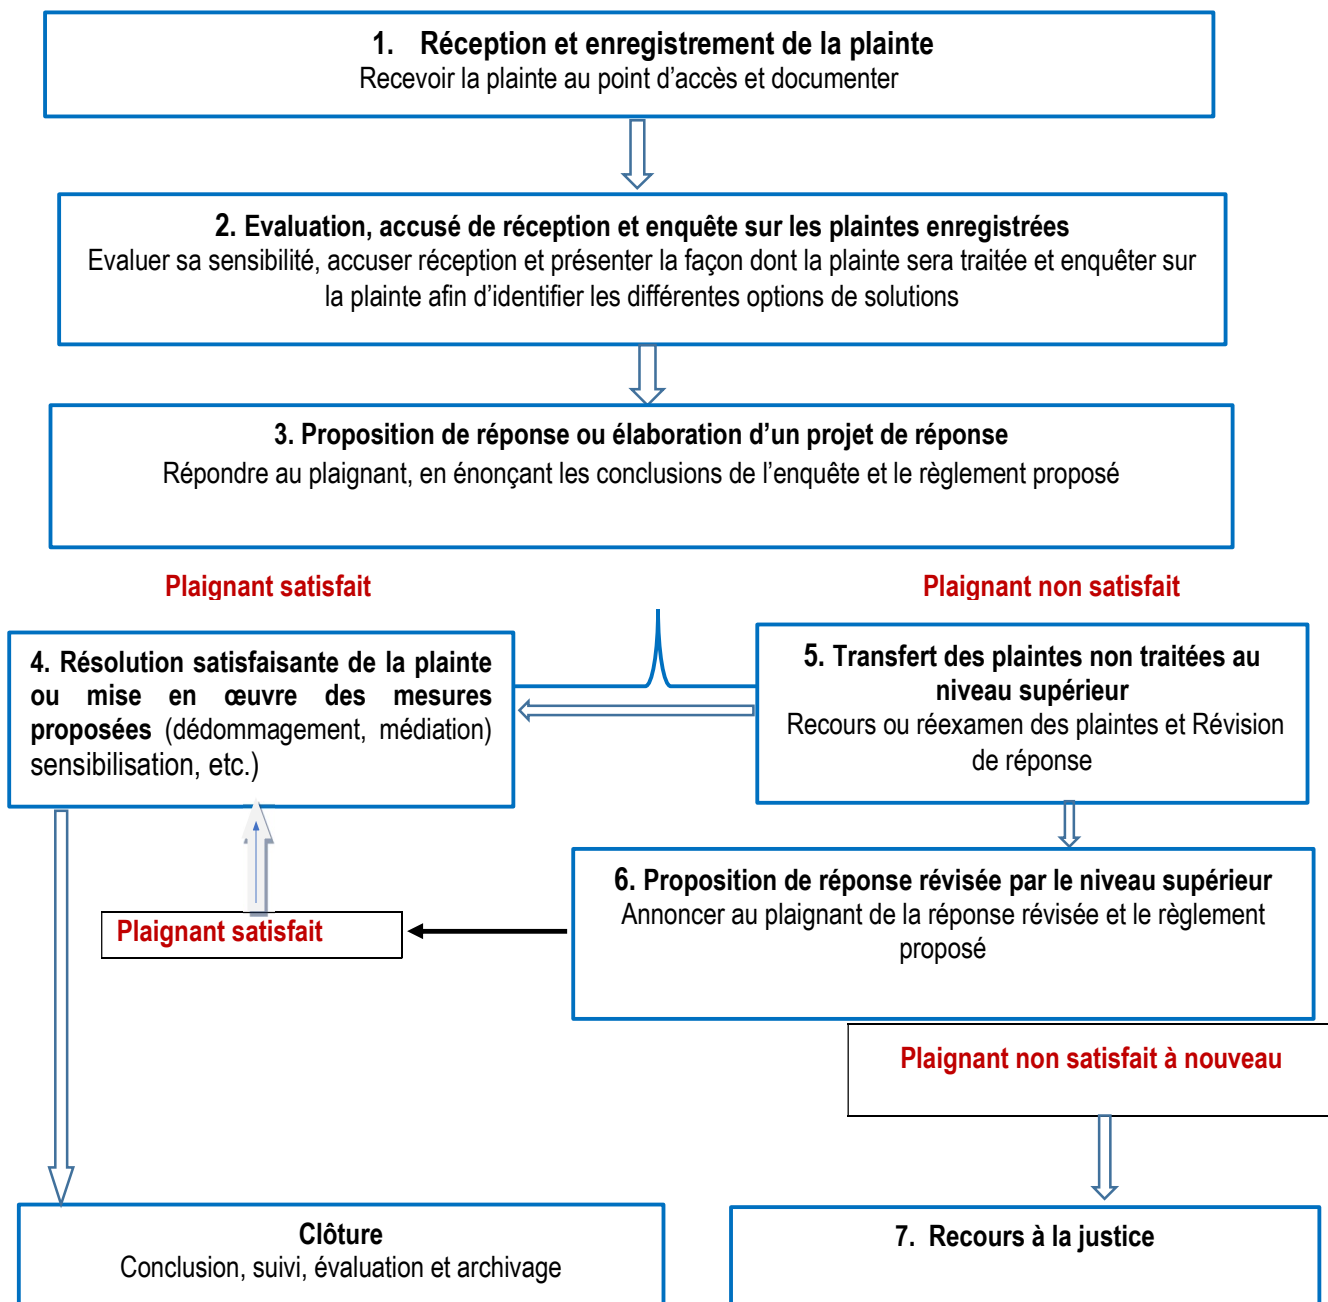 1. Réception et enregistrement de la plainte
Recevoir la plainte au point d’accès et documenter
2. Evaluation, accusé de réception et enquête sur les plaintes enregistrées
Evaluer sa sensibilité, accuser réception et présenter la façon dont la plainte sera traitée et enquêter sur
la plainte afin d’identifier les différentes options de solutions
3. Proposition de réponse ou élaboration d’un projet de réponse
Répondre au plaignant, en énonçant les conclusions de l’enquête et le règlement proposé
Plaignant satisfait
Plaignant non satisfait
4. Résolution satisfaisante de la plainte
ou mise en œuvre des mesures
proposées (dédommagement, médiation)
sensibilisation, etc.)
5. Transfert des plaintes non traitées au
niveau supérieur
Recours ou réexamen des plaintes et Révision
de réponse
6. Proposition de réponse révisée par le niveau supérieur
Annoncer au plaignant de la réponse révisée et le règlement
proposé
Plaignant satisfait
Plaignant non satisfait à nouveau
Clôture
Conclusion, suivi, évaluation et archivage
7. Recours à la justice